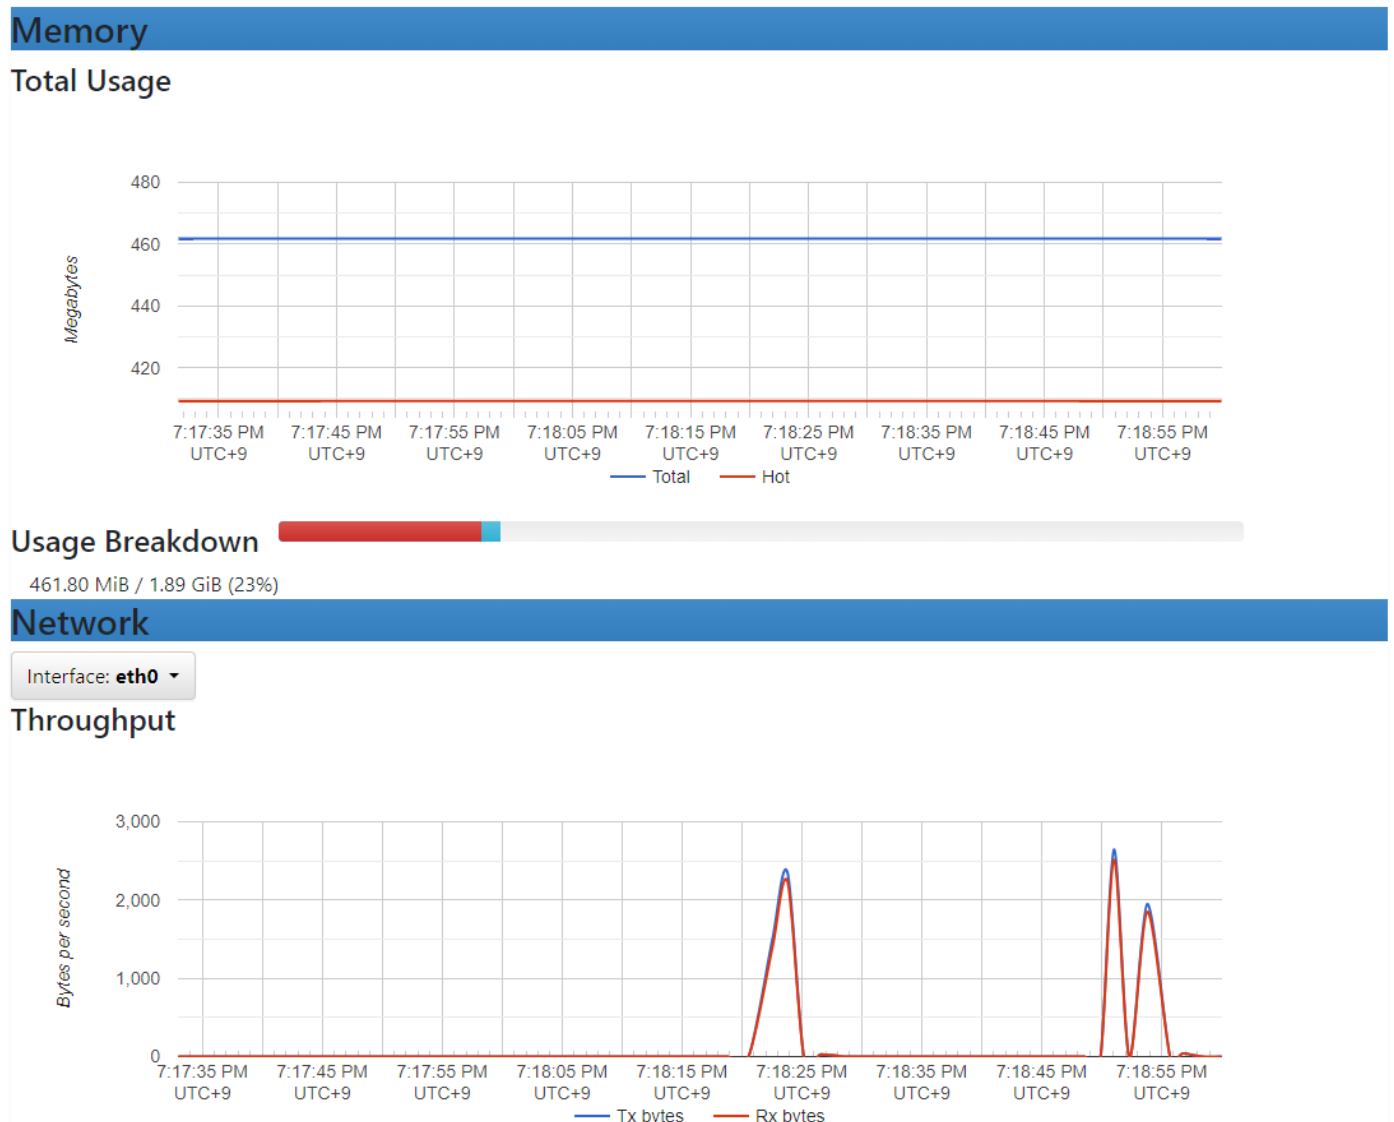 Memory
Total Usage
480
460
440
420
Megabytes
7:17:35 PM 7:17:45 PM 7:17:55 PM 7:18:05 PM 7:18:15 PM 7:18:25 PM 7:18:35 PM 7:18:45 PM 7:18:55 PM
UTC+9 UTC+9 UTC+9 UTC+9 UTC+9 UTC+9 UTC+9 UTC+9 UTC+9
Total Hot
Usage Breakdown
461.80 MiB / 1.89 GiB (23%)
Network
Interface: eth0
Throughput
3,000
2,000
1,000
0
Bytes per second
7:17:35 PM 7:17:45 PM 7:17:55 PM 7:18:05 PM 7:18:15 PM 7:18:25 PM 7:18:35 PM 7:18:45 PM 7:18:55 PM
UTC+9 UTC+9 UTC+9 UTC+9 UTC+9 UTC+9 UTC+9 UTC+9 UTC+9
Tx bytes Rx bytes